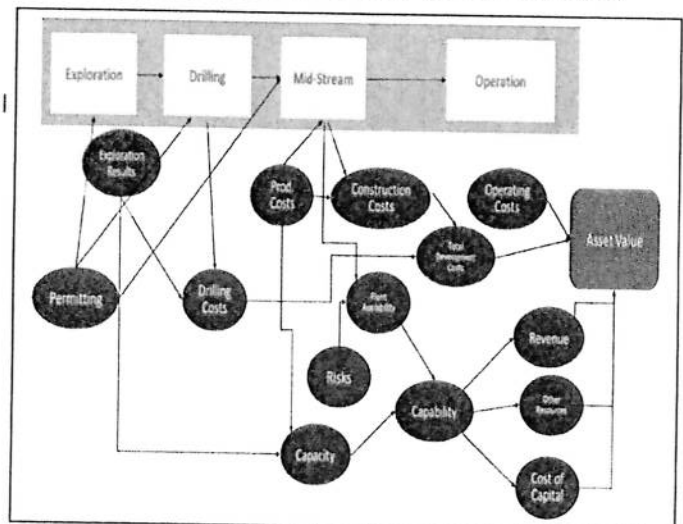 Exploration
Drilling
Mid-Stream
Operation
Exploration
Results
Prod.
Costs
Construction
Costs
Operating
Costs
Asset Value
Total
Development
Costs
Permitting
Drilling
Costs
Plant
Availability
Revenue
Risks
Capability
Other
Resources
Capacity
Cost of
Capital